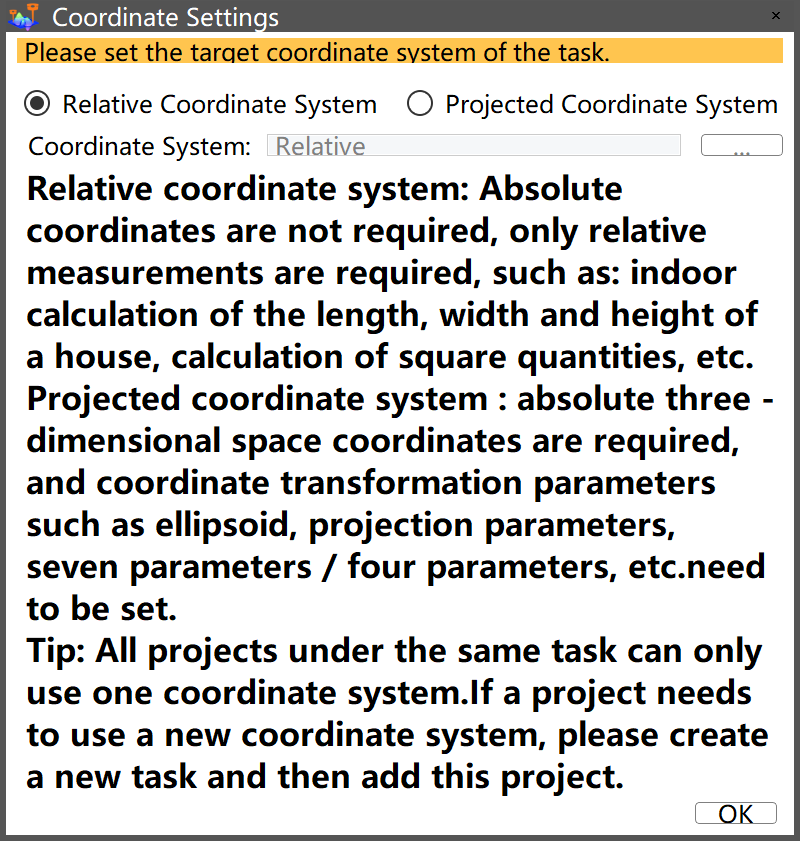 Coordinate Settings
Please set the target coordinate system of the task.
Relative Coordinate System Projected Coordinate System
Coordinate System: Relative ...
Relative coordinate system: Absolute
coordinates are not required, only relative
measurements are required, such as: indoor
calculation of the length, width and height of
a house, calculation of square quantities, etc.
Projected coordinate system : absolute three -
dimensional space coordinates are required,
and coordinate transformation parameters
such as ellipsoid, projection parameters,
seven parameters / four parameters, etc.need
to be set.
Tip: All projects under the same task can only
use one coordinate system.If a project needs
to use a new coordinate system, please create
a new task and then add this project.
OK